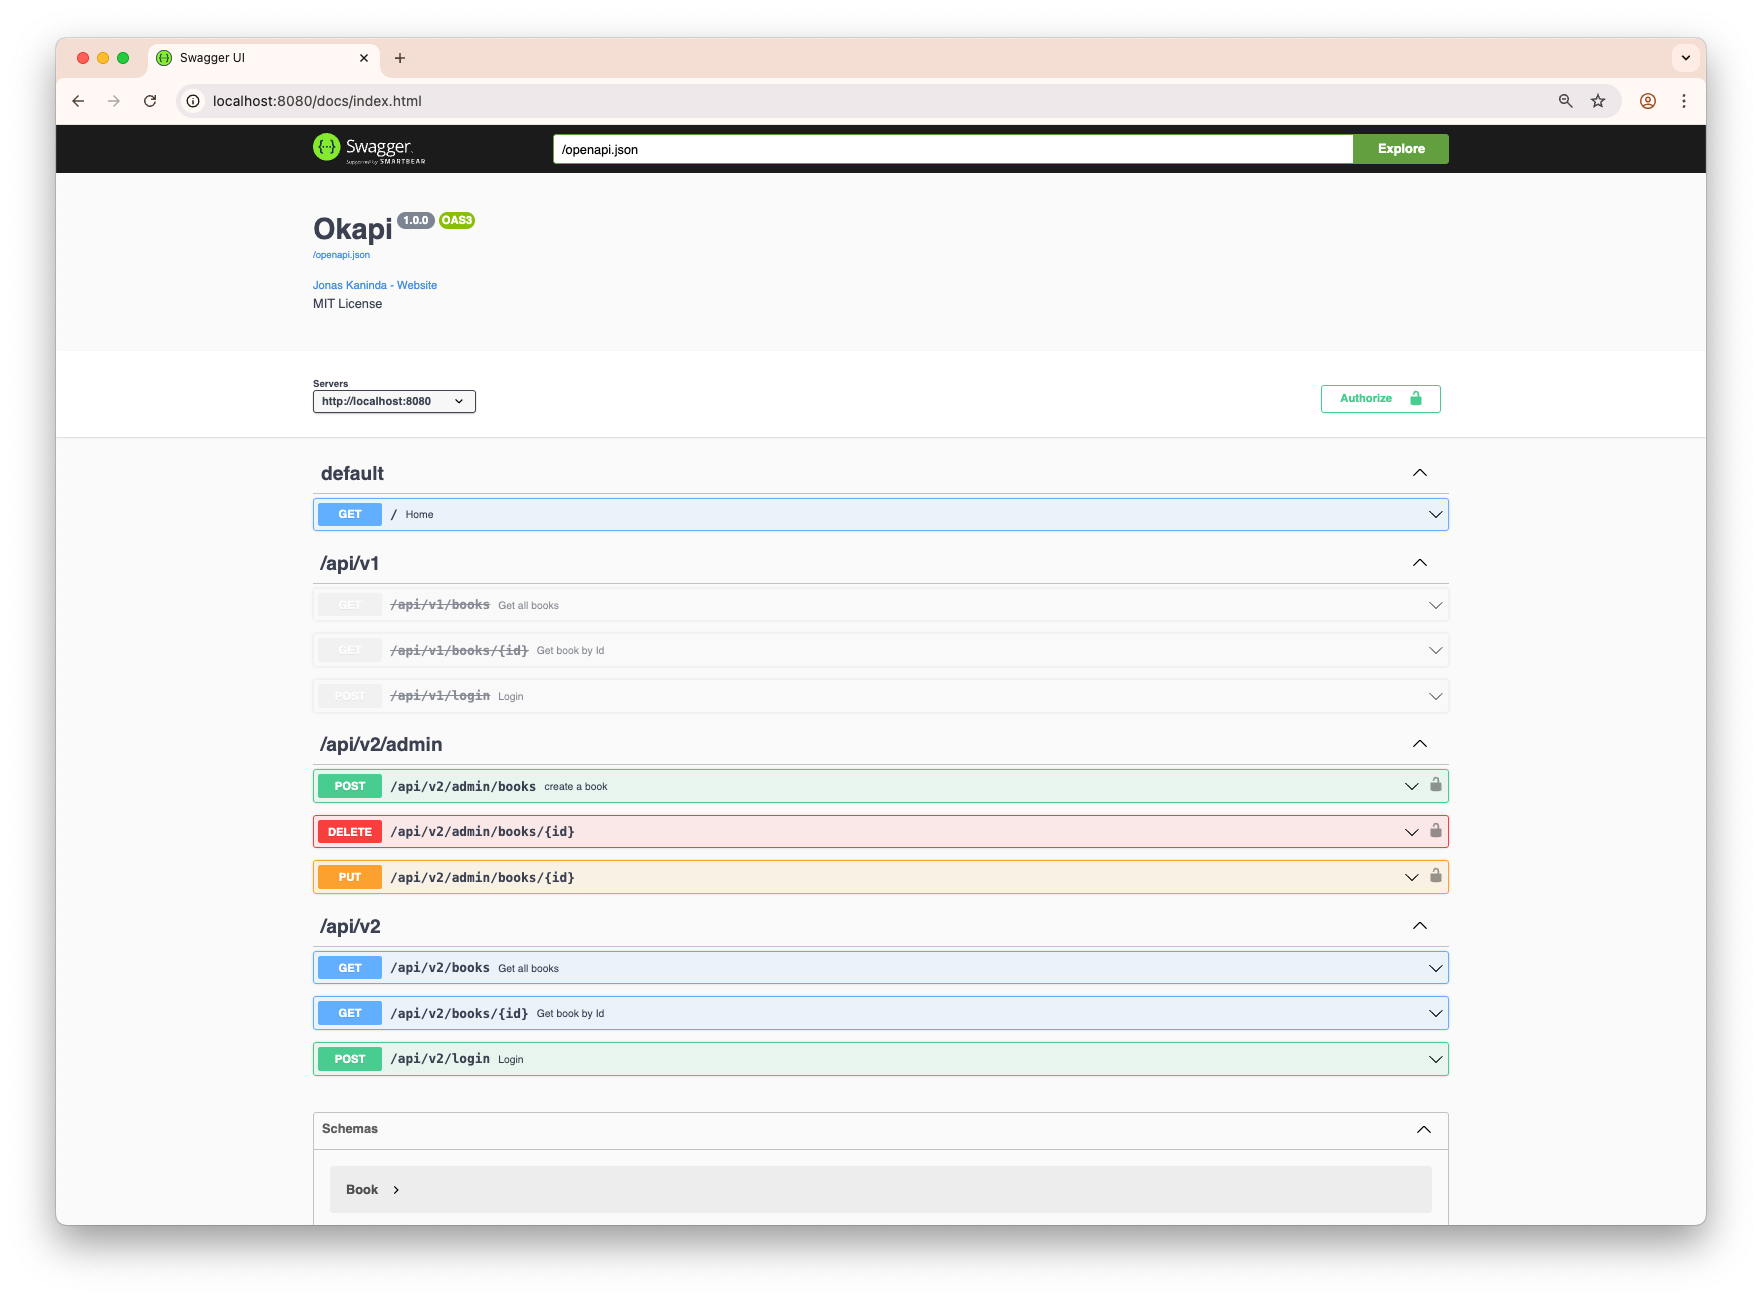 Swagger UI
localhost:8080/docs/index.html
Swagger
Supported by SMARTBEAR
/openapi.json
Explore
Okapi 1.0.0 OAS3
/openapi.json
Jonas Kaninda - Website
MIT License
Servers
http://localhost:8080
Authorize
default
GET / Home
/api/v1
GET /api/v1/books Get all books
GET /api/v1/books/{id} Get book by Id
POST /api/v1/login Login
/api/v2/admin
POST /api/v2/admin/books create a book
DELETE /api/v2/admin/books/{id}
PUT /api/v2/admin/books/{id}
/api/v2
GET /api/v2/books Get all books
GET /api/v2/books/{id} Get book by Id
POST /api/v2/login Login
Schemas
Book